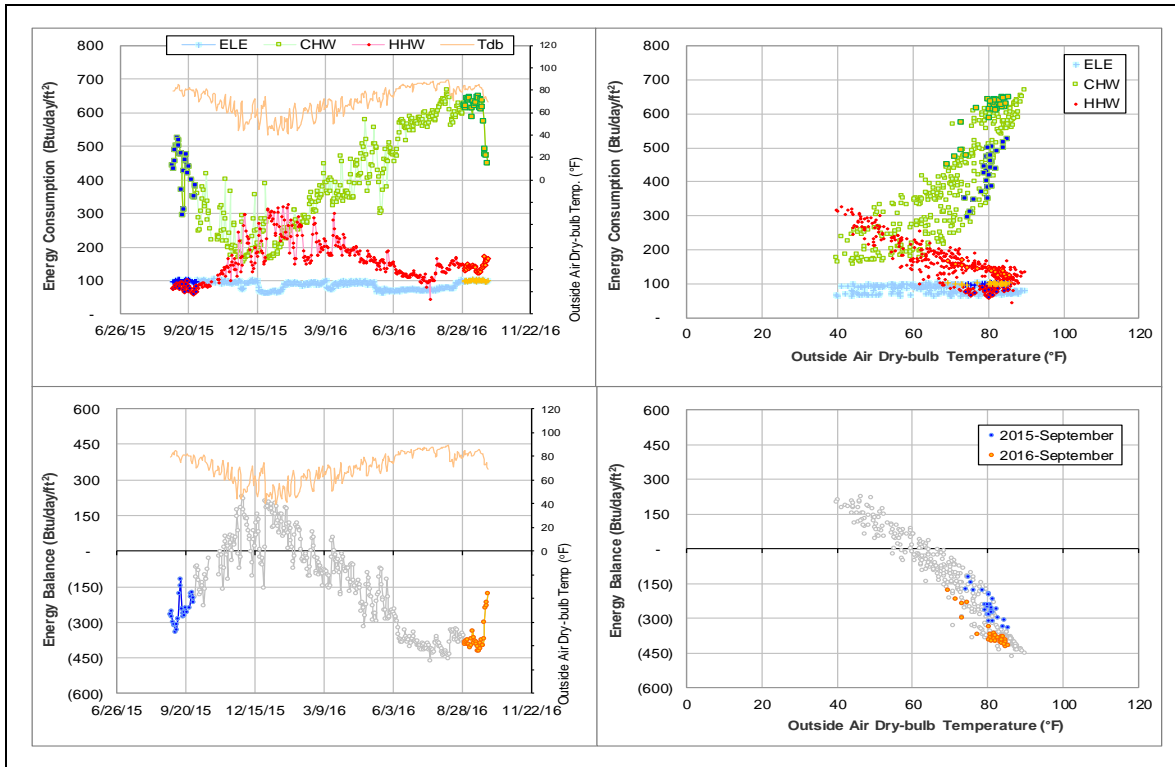 ELE CHW HHW Tdb
800
700
600
500
400
300
200
100
-
120
100
80
60
40
20
0
Energy Consumption (Btu/day/ft²)
Outside Air Dry-bulb Temp. (°F)
6/26/15 9/20/15 12/15/15 3/9/16 6/3/16 8/28/16 11/22/16
800
700
600
500
400
300
200
100
-
Energy Consumption (Btu/day/ft²)
ELE
CHW
HHW
0 20 40 60 80 100 120
Outside Air Dry-bulb Temperature (°F)
600
450
300
150
-
(150)
(300)
(450)
(600)
120
100
80
60
40
20
0
Energy Balance (Btu/day/ft²)
Outside Air Dry-bulb Temp (°F)
6/26/15 9/20/15 12/15/15 3/9/16 6/3/16 8/28/16 11/22/16
600
450
300
150
-
(150)
(300)
(450)
(600)
Energy Balance (Btu/day/ft²)
2015-September
2016-September
0 20 40 60 80 100 120
Outside Air Dry-bulb Temperature (°F)